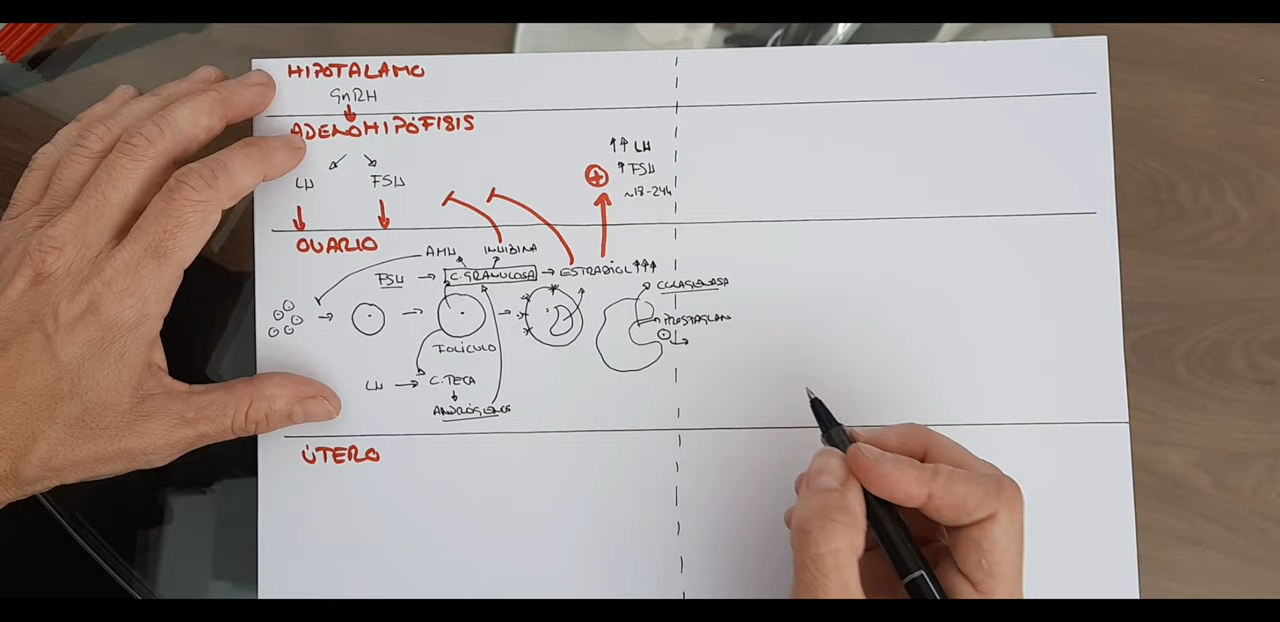 HIPOTALAMO
GnRH
ADENOHIPÓFISIS
LH FSH
↑↑ LH
↑ FSH
~18-24h
OVARIO
AMH INHIBINA
FSH → C.GRANULOSA → ESTRADIOL ↑↑↑
COLAGENASA
PROSTAGLAN
FOLÍCULO
LH → C.TECA
ANDRÓGENOS
ÚTERO